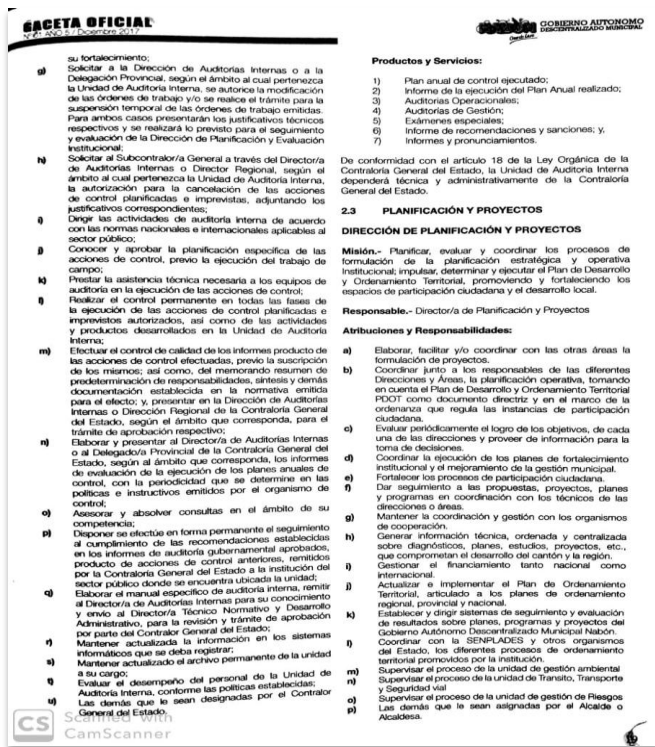 GACETA OFICIAL
Nº 61 AÑO 5 / Diciembre 2017
GOBIERNO AUTONOMO
DESCENTRALIZADO MUNICIPAL
su fortalecimiento;
g) Solicitar a la Dirección de Auditorías Internas o a la
Delegación Provincial, según el ámbito al cual pertenezca
la Unidad de Auditoría Interna, se autorice la modificación
de las órdenes de trabajo y/o se realice el trámite para la
suspensión temporal de las órdenes de trabajo emitidas.
Para ambos casos presentarán los justificativos técnicos
respectivos y se realizará lo previsto para el seguimiento
y evaluación de la Dirección de Planificación y Evaluación
Institucional;
h) Solicitar al Subcontralor/a General a través del Director/a
de Auditorías Internas o Director Regional, según el
ámbito al cual pertenezca la Unidad de Auditoría Interna,
la autorización para la cancelación de las acciones
de control planificadas e imprevistas, adjuntando los
justificativos correspondientes;
i) Dirigir las actividades de auditoría interna de acuerdo
con las normas nacionales e internacionales aplicables al
sector público;
j) Conocer y aprobar la planificación específica de las
acciones de control, previo la ejecución del trabajo de
campo;
k) Prestar la asistencia técnica necesaria a los equipos de
auditoría en la ejecución de las acciones de control;
l) Realizar el control permanente en todas las fases de
la ejecución de las acciones de control planificadas e
imprevistos autorizados, así como de las actividades
y productos desarrollados en la Unidad de Auditoría
Interna;
m) Efectuar el control de calidad de los informes producto de
las acciones de control efectuadas, previo la suscripción
de los mismos; así como, del memorando resumen de
predeterminación de responsabilidades, síntesis y demás
documentación establecida en la normativa emitida
para el efecto; y, presentar en la Dirección de Auditorías
Internas o Dirección Regional de la Contraloría General
del Estado, según el ámbito que corresponda, para el
trámite de aprobación respectivo;
n) Elaborar y presentar al Director/a de Auditorías Internas
o al Delegado/a Provincial de la Contraloría General del
Estado, según al ámbito que corresponda, los informes
de evaluación de la ejecución de los planes anuales de
control, con la periodicidad que se determine en las
políticas e instructivos emitidos por el organismo de
control;
o) Asesorar y absolver consultas en el ámbito de su
competencia;
p) Disponer se efectúe en forma permanente el seguimiento
al cumplimiento de las recomendaciones establecidas
en los informes de auditoría gubernamental aprobados,
producto de acciones de control anteriores, remitidos
por la Contraloría General del Estado a la institución del
sector público donde se encuentra ubicada la unidad;
q) Elaborar el manual específico de auditoría interna, remitir
al Director/a de Auditorías Internas para su conocimiento
y envío al Director/a Técnico Normativo y Desarrollo
Administrativo, para la revisión y trámite de aprobación
por parte del Contralor General del Estado;
r) Mantener actualizada la información en los sistemas
informáticos que se deba registrar;
s) Mantener actualizado el archivo permanente de la unidad
a su cargo;
t) Evaluar el desempeño del personal de la Unidad de
Auditoría Interna, conforme las políticas establecidas;
u) Las demás que le sean designadas por el Contralor
General del Estado.
Productos y Servicios:
1) Plan anual de control ejecutado;
2) Informe de la ejecución del Plan Anual realizado;
3) Auditorías Operacionales;
4) Auditorías de Gestión;
5) Exámenes especiales;
6) Informe de recomendaciones y sanciones; y,
7) Informes y pronunciamientos.
De conformidad con el artículo 18 de la Ley Orgánica de la
Contraloría General del Estado, la Unidad de Auditoría Interna
dependerá técnica y administrativamente de la Contraloría
General del Estado.
2.3 PLANIFICACIÓN Y PROYECTOS
DIRECCIÓN DE PLANIFICACIÓN Y PROYECTOS
Misión.- Planificar, evaluar y coordinar los procesos de
formulación de la planificación estratégica y operativa
Institucional; impulsar, determinar y ejecutar el Plan de Desarrollo
y Ordenamiento Territorial, promoviendo y fortaleciendo los
espacios de participación ciudadana y el desarrollo local.
Responsable.- Director/a de Planificación y Proyectos
Atribuciones y Responsabilidades:
a) Elaborar, facilitar y/o coordinar con las otras áreas la
formulación de proyectos.
b) Coordinar junto a los responsables de las diferentes
Direcciones y Áreas, la planificación operativa, tomando
en cuenta el Plan de Desarrollo y Ordenamiento Territorial
PDOT como documento directriz y en el marco de la
ordenanza que regula las instancias de participación
ciudadana.
c) Evaluar periódicamente el logro de los objetivos, de cada
una de las direcciones y proveer de información para la
toma de decisiones.
d) Coordinar la ejecución de los planes de fortalecimiento
institucional y el mejoramiento de la gestión municipal.
e) Fortalecer los procesos de participación ciudadana.
f) Dar seguimiento a las propuestas, proyectos, planes
y programas en coordinación con los técnicos de las
direcciones o áreas.
g) Mantener la coordinación y gestión con los organismos
de cooperación.
h) Generar información técnica, ordenada y centralizada
sobre diagnósticos, planes, estudios, proyectos, etc.,
que comprometan el desarrollo del cantón y la región.
i) Gestionar el financiamiento tanto nacional como
internacional.
j) Actualizar e implementar el Plan de Ordenamiento
Territorial, articulado a los planes de ordenamiento
regional, provincial y nacional.
k) Establecer y dirigir sistemas de seguimiento y evaluación
de resultados sobre planes, programas y proyectos del
Gobierno Autónomo Descentralizado Municipal Nabón.
l) Coordinar con la SENPLADES y otros organismos
del Estado, los diferentes procesos de ordenamiento
territorial promovidos por la institución.
m) Supervisar el proceso de la unidad de gestión ambiental
n) Supervisar el proceso de la unidad de Transito, Transporte
y Seguridad vial
o) Supervisar el proceso de la unidad de gestión de Riesgos
p) Las demás que le sean asignadas por el Alcalde o
Alcaldesa.
CS Scanned with
CamScanner